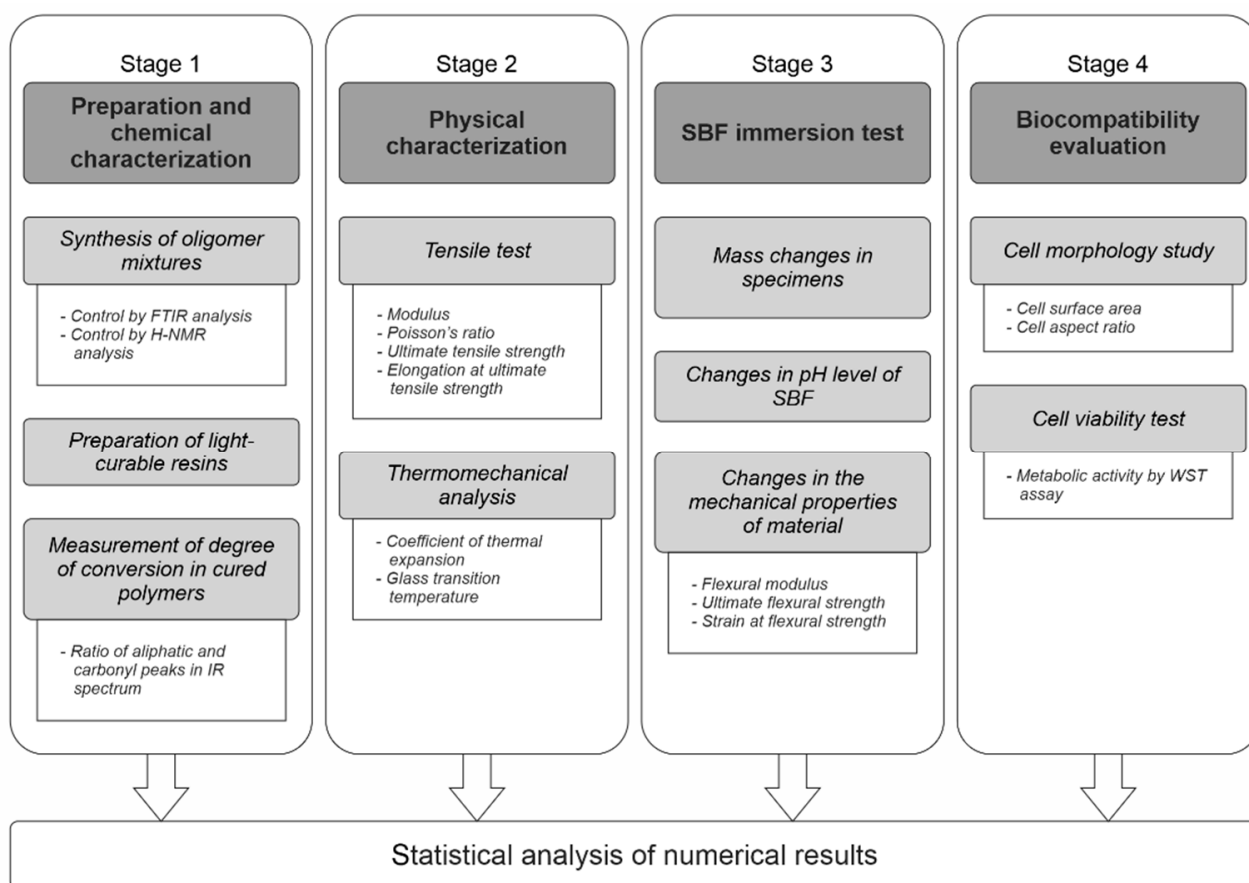 Stage 1
Preparation and
chemical
characterization
Synthesis of oligomer
mixtures
- Control by FTIR analysis
- Control by H-NMR
analysis
Preparation of light-
curable resins
Measurement of degree
of conversion in cured
polymers
- Ratio of aliphatic and
carbonyl peaks in IR
spectrum
Stage 2
Physical
characterization
Tensile test
- Modulus
- Poisson's ratio
- Ultimate tensile strength
- Elongation at ultimate
tensile strength
Thermomechanical
analysis
- Coefficient of thermal
expansion
- Glass transition
temperature
Stage 3
SBF immersion test
Mass changes in
specimens
Changes in pH level of
SBF
Changes in the
mechanical properties
of material
- Flexural modulus
- Ultimate flexural strength
- Strain at flexural strength
Stage 4
Biocompatibility
evaluation
Cell morphology study
- Cell surface area
- Cell aspect ratio
Cell viability test
- Metabolic activity by WST
assay
Statistical analysis of numerical results